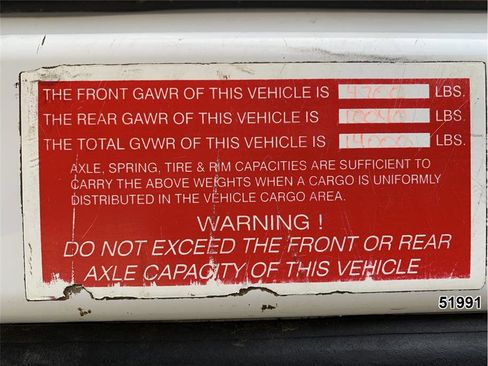 THE FRONT GAWR OF THIS VEHICLE IS 4700 LBS.
THE REAR GAWR OF THIS VEHICLE IS 10040 LBS.
THE TOTAL GVWR OF THIS VEHICLE IS 14000 LBS.
AXLE, SPRING, TIRE & RIM CAPACITIES ARE SUFFICIENT TO
CARRY THE ABOVE WEIGHTS WHEN A CARGO IS UNIFORMLY
DISTRIBUTED IN THE VEHICLE CARGO AREA.
WARNING !
DO NOT EXCEED THE FRONT OR REAR
AXLE CAPACITY OF THIS VEHICLE
51991